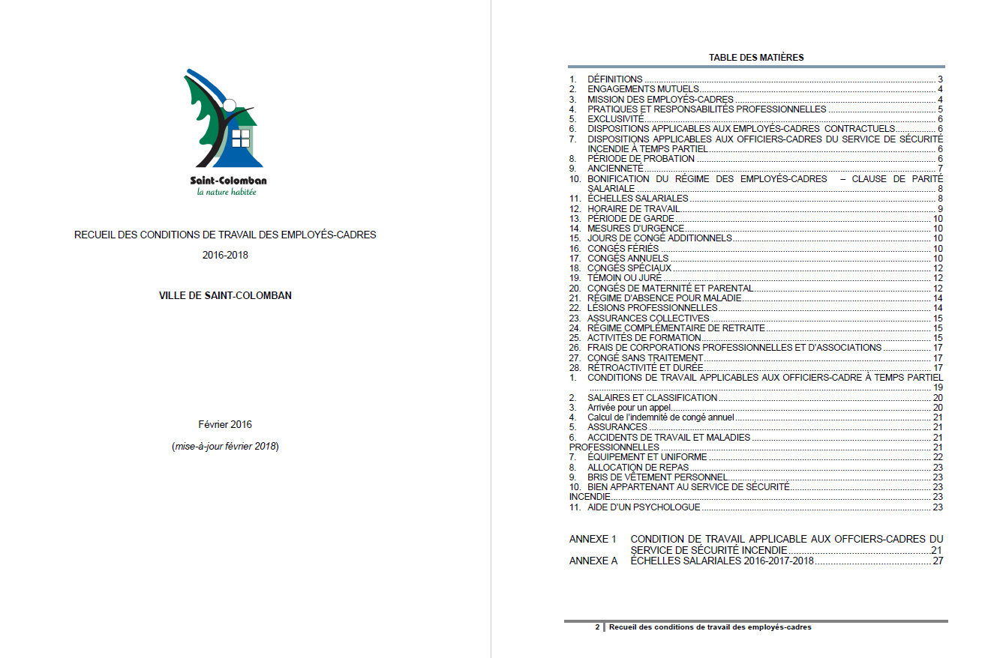 Saint-Colomban
la nature habitée
RECUEIL DES CONDITIONS DE TRAVAIL DES EMPLOYÉS-CADRES
2016-2018
VILLE DE SAINT-COLOMBAN
Février 2016
(mise-à-jour février 2018)
TABLE DES MATIÈRES
1. DÉFINITIONS ........ 3
2. ENGAGEMENTS MUTUELS ........ 4
3. MISSION DES EMPLOYÉS-CADRES ........ 4
4. PRATIQUES ET RESPONSABILITÉS PROFESSIONNELLES ........ 5
5. EXCLUSIVITÉ ........ 6
6. DISPOSITIONS APPLICABLES AUX EMPLOYÉS-CADRES CONTRACTUELS ........ 6
7. DISPOSITIONS APPLICABLES AUX OFFICIERS-CADRES DU SERVICE DE SÉCURITÉ
INCENDIE À TEMPS PARTIEL ........ 6
8. PÉRIODE DE PROBATION ........ 6
9. ANCIENNETÉ ........ 7
10. BONIFICATION DU RÉGIME DES EMPLOYÉS-CADRES – CLAUSE DE PARITÉ
SALARIALE ........ 8
11. ÉCHELLES SALARIALES ........ 8
12. HORAIRE DE TRAVAIL ........ 9
13. PÉRIODE DE GARDE ........ 10
14. MESURES D'URGENCE ........ 10
15. JOURS DE CONGÉ ADDITIONNELS ........ 10
16. CONGÉS FÉRIÉS ........ 10
17. CONGÉS ANNUELS ........ 10
18. CONGÉS SPÉCIAUX ........ 12
19. TÉMOIN OU JURÉ ........ 12
20. CONGÉS DE MATERNITÉ ET PARENTAL ........ 12
21. RÉGIME D'ABSENCE POUR MALADIE ........ 14
22. LÉSIONS PROFESSIONNELLES ........ 14
23. ASSURANCES COLLECTIVES ........ 15
24. RÉGIME COMPLÉMENTAIRE DE RETRAITE ........ 15
25. ACTIVITÉS DE FORMATION ........ 15
26. FRAIS DE CORPORATIONS PROFESSIONNELLES ET D'ASSOCIATIONS ........ 17
27. CONGÉ SANS TRAITEMENT ........ 17
28. RÉTROACTIVITÉ ET DURÉE ........ 17
1. CONDITIONS DE TRAVAIL APPLICABLES AUX OFFICIERS-CADRE À TEMPS PARTIEL
........ 19
2. SALAIRES ET CLASSIFICATION ........ 20
3. Arrivée pour un appel ........ 20
4. Calcul de l'indemnité de congé annuel ........ 21
5. ASSURANCES ........ 21
6. ACCIDENTS DE TRAVAIL ET MALADIES ........ 21
PROFESSIONNELLES ........ 21
7. ÉQUIPEMENT ET UNIFORME ........ 22
8. ALLOCATION DE REPAS ........ 23
9. BRIS DE VÊTEMENT PERSONNEL ........ 23
10. BIEN APPARTENANT AU SERVICE DE SÉCURITÉ ........ 23
INCENDIE ........ 23
11. AIDE D'UN PSYCHOLOGUE ........ 23
ANNEXE 1 CONDITION DE TRAVAIL APPLICABLE AUX OFFCIERS-CADRES DU
SERVICE DE SÉCURITÉ INCENDIE ........ 21
ANNEXE A ÉCHELLES SALARIALES 2016-2017-2018 ........ 27
2 Recueil des conditions de travail des employés-cadres